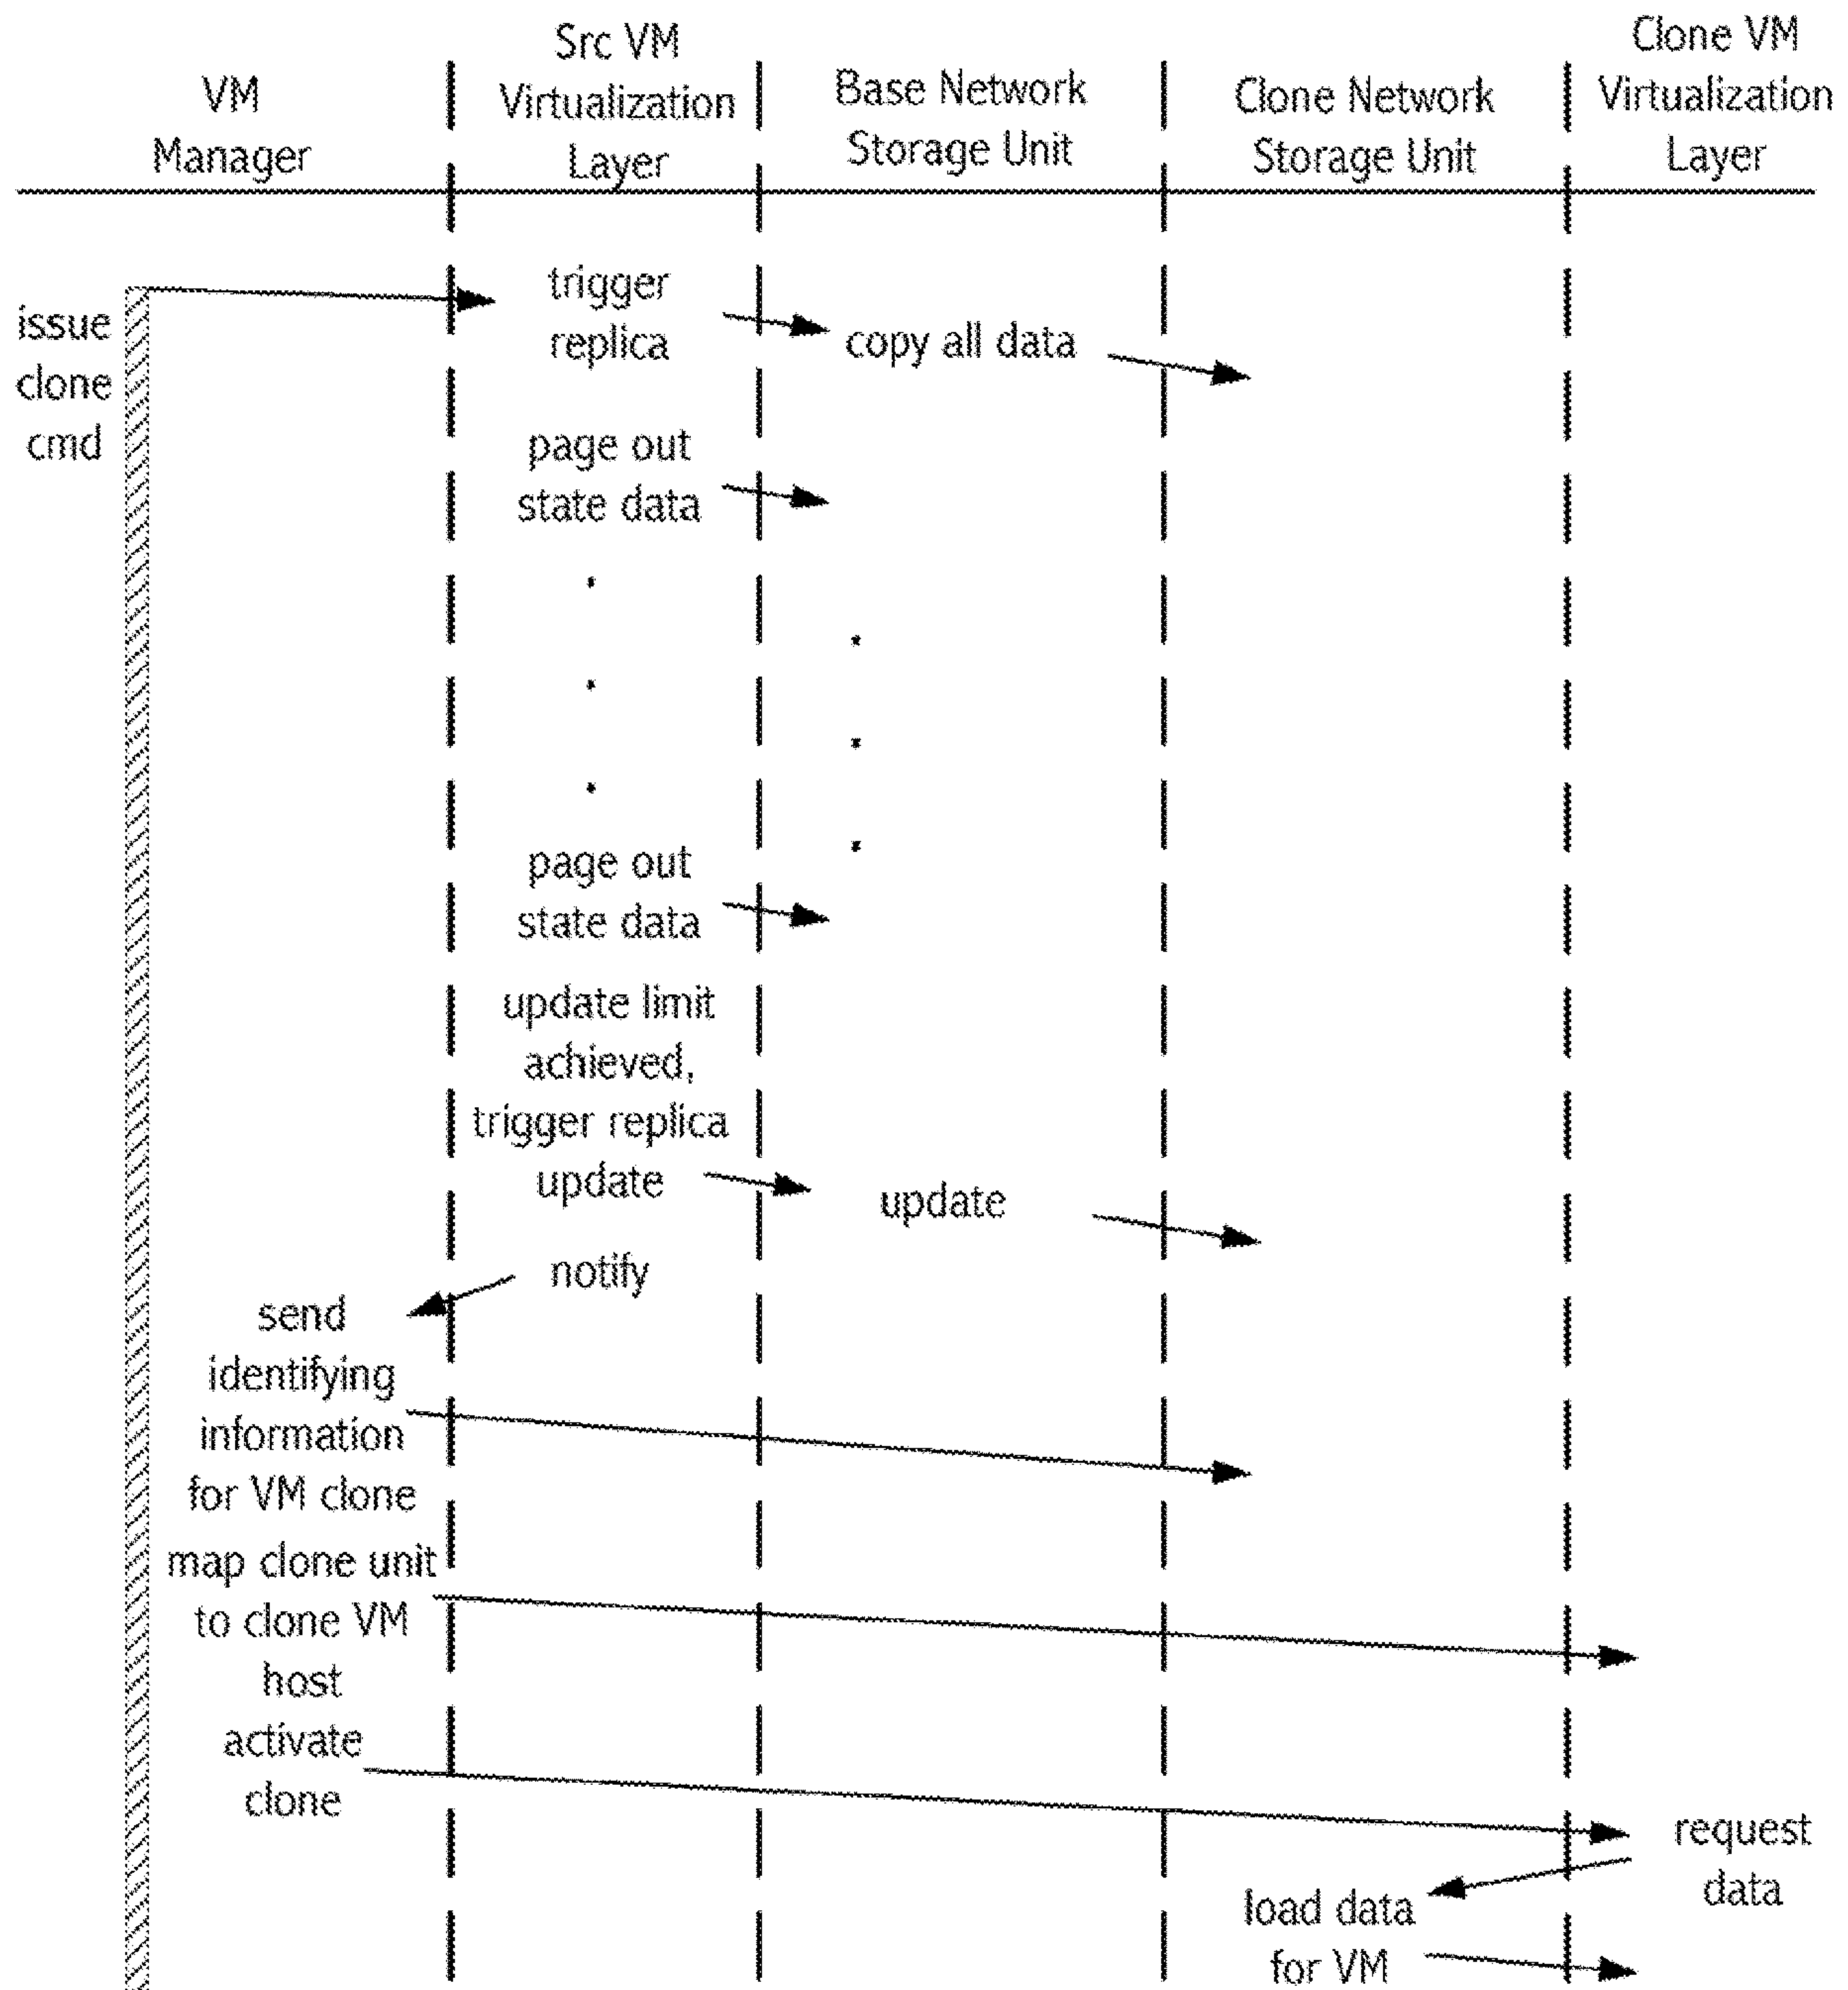 VM
Manager
Src VM
Virtualization
Layer
Base Network
Storage Unit
Clone Network
Storage Unit
Clone VM
Virtualization
Layer
issue
clone
cmd
trigger
replica
copy all data
page out
state data
page out
state data
update limit
achieved,
trigger replica
update
update
notify
send
identifying
information
for VM clone
map clone unit
to clone VM
host
activate
clone
request
data
load data
for VM